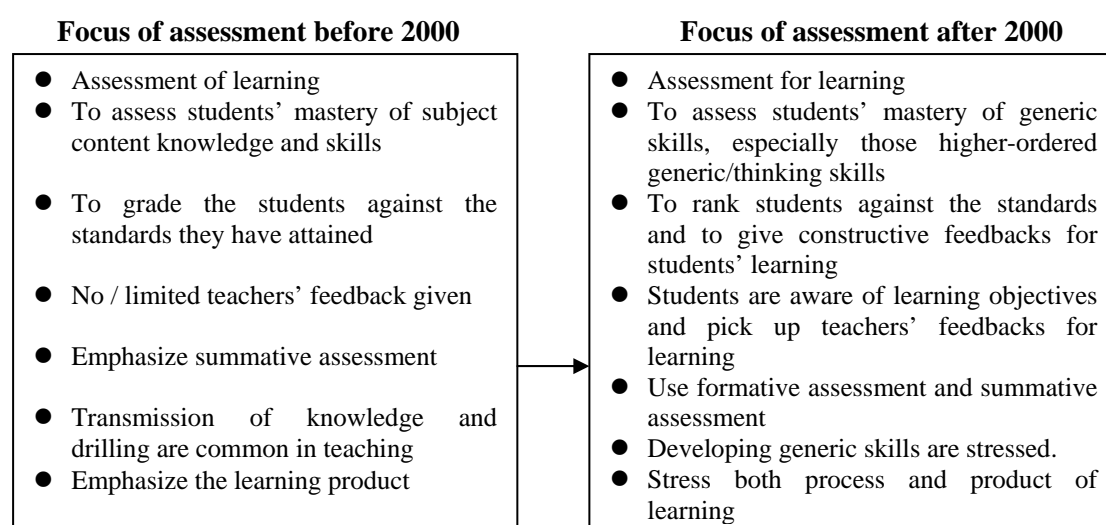 Focus of assessment before 2000
● Assessment of learning
● To assess students’ mastery of subject
content knowledge and skills
● To grade the students against the
standards they have attained
● No / limited teachers’ feedback given
● Emphasize summative assessment
● Transmission of knowledge and
drilling are common in teaching
● Emphasize the learning product
Focus of assessment after 2000
● Assessment for learning
● To assess students’ mastery of generic
skills, especially those higher-ordered
generic/thinking skills
● To rank students against the standards
and to give constructive feedbacks for
students’ learning
● Students are aware of learning objectives
and pick up teachers’ feedbacks for
learning
● Use formative assessment and summative
assessment
● Developing generic skills are stressed.
● Stress both process and product of
learning